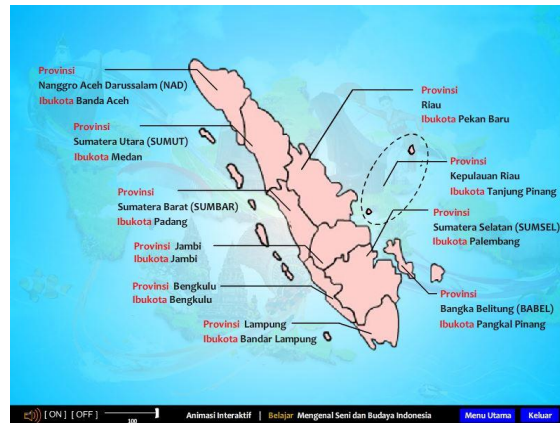 Provinsi
Nanggro Aceh Darussalam (NAD)
Ibukota Banda Aceh
Provinsi
Sumatera Utara (SUMUT)
Ibukota Medan
Provinsi
Sumatera Barat (SUMBAR)
Ibukota Padang
Provinsi Jambi
Ibukota Jambi
Provinsi Bengkulu
Ibukota Bengkulu
Provinsi Lampung
Ibukota Bandar Lampung
Provinsi
Riau
Ibukota Pekan Baru
Provinsi
Kepulauan Riau
Ibukota Tanjung Pinang
Provinsi
Sumatera Selatan (SUMSEL)
Ibukota Palembang
Provinsi
Bangka Belitung (BABEL)
Ibukota Pangkal Pinang
[ ON ] [ OFF ]
100
Animasi Interaktif | Belajar Mengenal Seni dan Budaya Indonesia
Menu Utama
Keluar